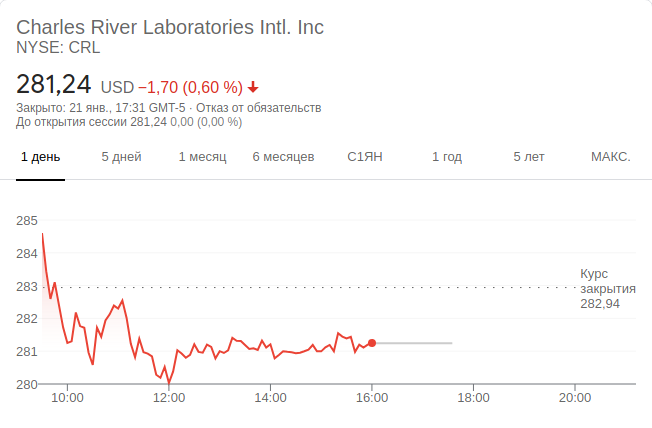 Charles River Laboratories Intl. Inc
NYSE: CRL
281,24 USD −1,70 (0,60 %)
Закрыто: 21 янв., 17:31 GMT-5 · Отказ от обязательств
До открытия сессии 281,24 0,00 (0,00 %)
1 день 5 дней 1 месяц 6 месяцев С1ЯН 1 год 5 лет МАКС.
285
284
Курс
283 закрытия
282,94
282
281
280
10:00 12:00 14:00 16:00 18:00 20:00